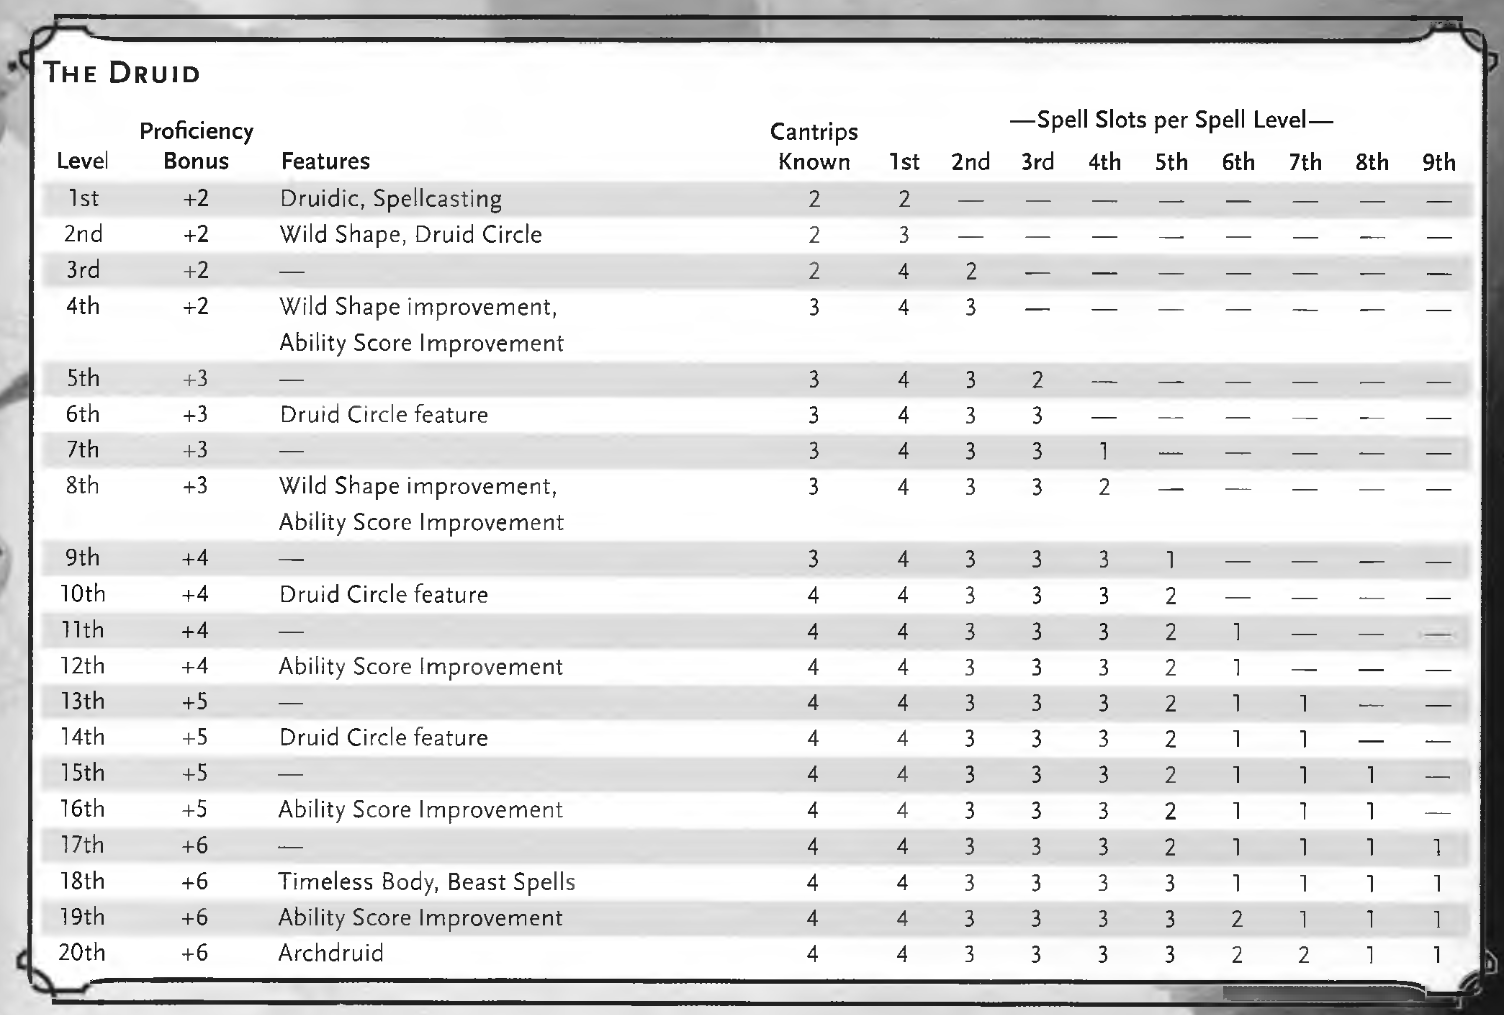 THE DRUID
—Spell Slots per Spell Level—
Proficiency Cantrips
Level Bonus Features Known 1st 2nd 3rd 4th 5th 6th 7th 8th 9th
1st +2 Druidic, Spellcasting 2 2 — — — — — — — —
2nd +2 Wild Shape, Druid Circle 2 3 — — — — — — — —
3rd +2 — 2 4 2 — — — — — — —
4th +2 Wild Shape improvement, 3 4 3 — — — — — — —
Ability Score Improvement
5th +3 — 3 4 3 2 — — — — — —
6th +3 Druid Circle feature 3 4 3 3 — — — — — —
7th +3 — 3 4 3 3 1 — — — — —
8th +3 Wild Shape improvement, 3 4 3 3 2 — — — — —
Ability Score Improvement
9th +4 — 3 4 3 3 3 1 — — — —
10th +4 Druid Circle feature 4 4 3 3 3 2 — — — —
11th +4 — 4 4 3 3 3 2 1 — — —
12th +4 Ability Score Improvement 4 4 3 3 3 2 1 — — —
13th +5 — 4 4 3 3 3 2 1 1 — —
14th +5 Druid Circle feature 4 4 3 3 3 2 1 1 — —
15th +5 — 4 4 3 3 3 2 1 1 1 —
16th +5 Ability Score Improvement 4 4 3 3 3 2 1 1 1 —
17th +6 — 4 4 3 3 3 2 1 1 1 1
18th +6 Timeless Body, Beast Spells 4 4 3 3 3 3 1 1 1 1
19th +6 Ability Score Improvement 4 4 3 3 3 3 2 1 1 1
20th +6 Archdruid 4 4 3 3 3 3 2 2 1 1